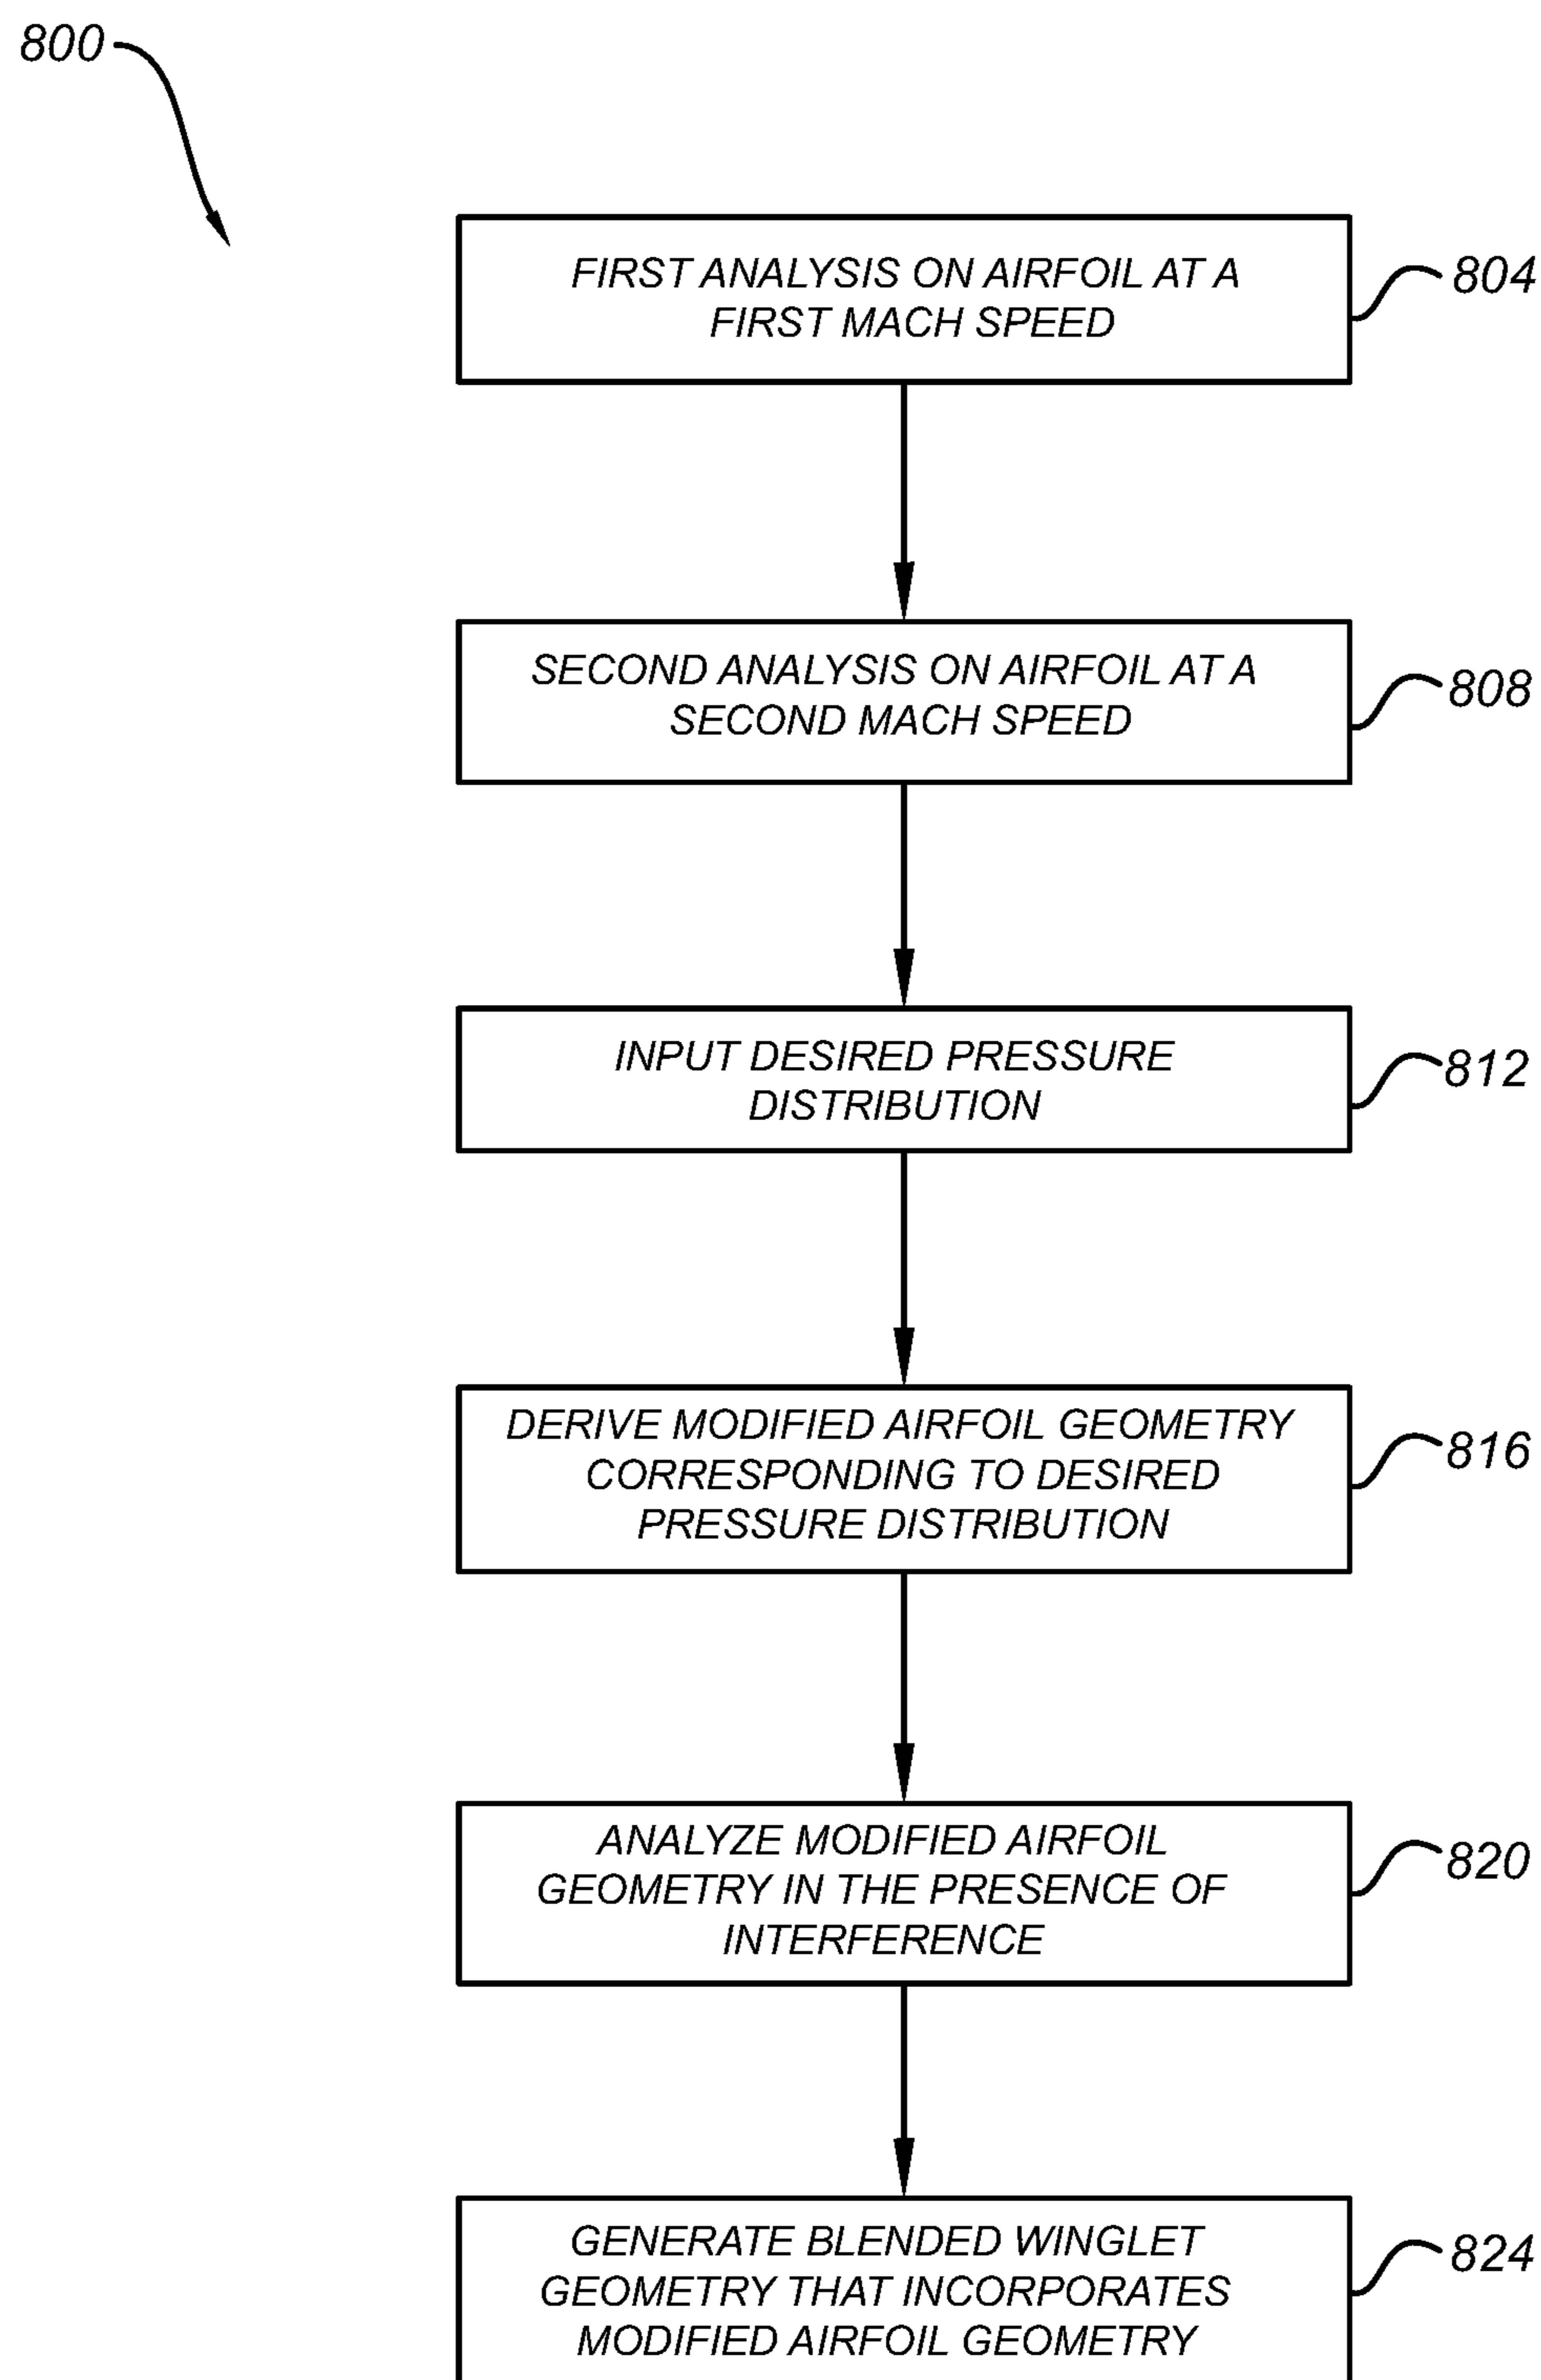 800
FIRST ANALYSIS ON AIRFOIL AT A
FIRST MACH SPEED
804
SECOND ANALYSIS ON AIRFOIL AT A
SECOND MACH SPEED
808
INPUT DESIRED PRESSURE
DISTRIBUTION
812
DERIVE MODIFIED AIRFOIL GEOMETRY
CORRESPONDING TO DESIRED
PRESSURE DISTRIBUTION
816
ANALYZE MODIFIED AIRFOIL
GEOMETRY IN THE PRESENCE OF
INTERFERENCE
820
GENERATE BLENDED WINGLET
GEOMETRY THAT INCORPORATES
MODIFIED AIRFOIL GEOMETRY
824